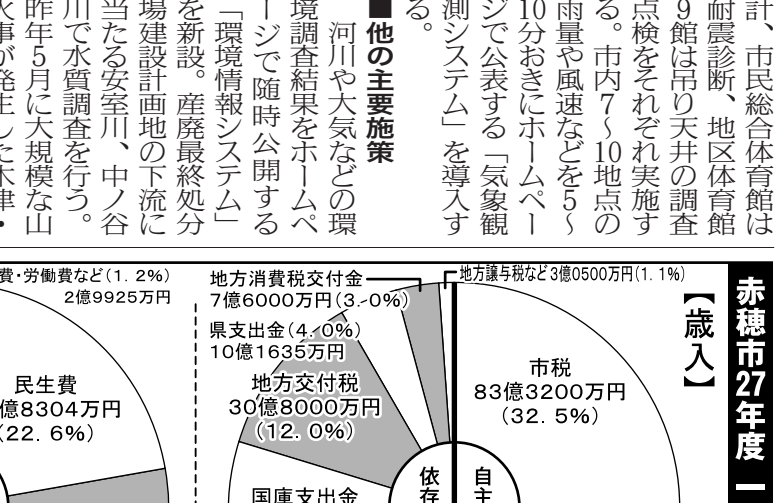 計、市民総合体育館は
耐震診断、地区体育館
9館は吊り天井の調査
点検をそれぞれ実施す
る。市内7〜10地点の
雨量や風速などを5〜
10分おきにホームペー
ジで公表する「気象観
測システム」を導入す
る。
■他の主要施策
河川や大気などの環
境調査結果をホームペ
ージで随時公開する
「環境情報システム」
を新設。産廃最終処分
場建設計画地の下流に
当たる安室川、中ノ谷
川で水質調査を行う。
昨年5月に大規模な山
火事が発生した木津・
赤穂市27年度 一
【歳入】
地方譲与税など3億0500万円(1.1%)
地方消費税交付金
7億6000万円(3.0%)
県支出金(4.0%)
10億1635万円
地方交付税
30億8000万円
(12.0%)
国庫支出金
市税
83億3200万円
(32.5%)
自主
依存
費・労働費など(1.2%)
2億9925万円
民生費
億8304万円
(22.6%)